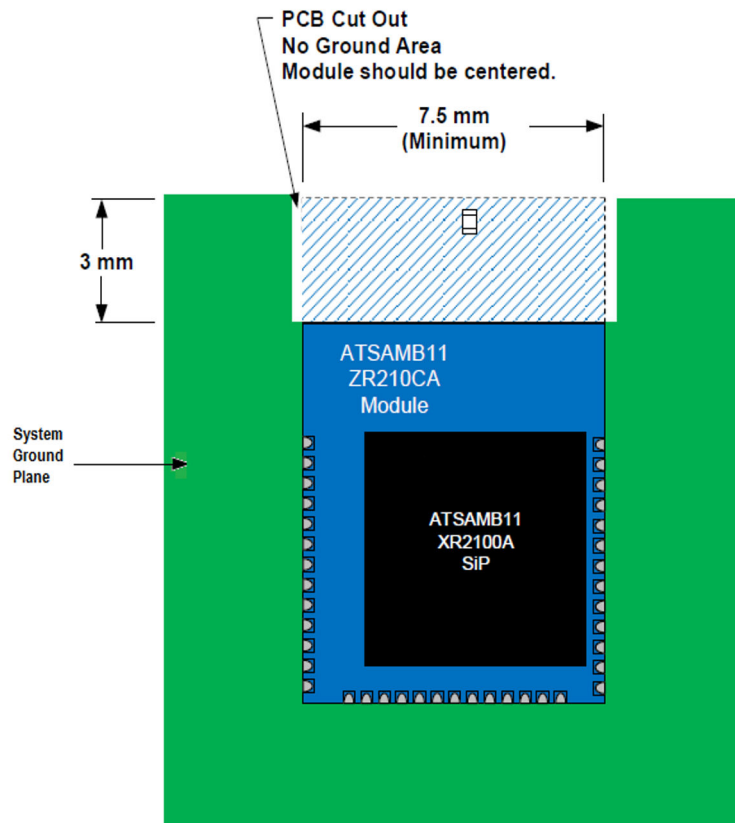 PCB Cut Out
No Ground Area
Module should be centered.
7.5 mm
(Minimum)
3 mm
ATSAMB11
ZR210CA
Module
System
Ground
Plane
ATSAMB11
XR2100A
SiP